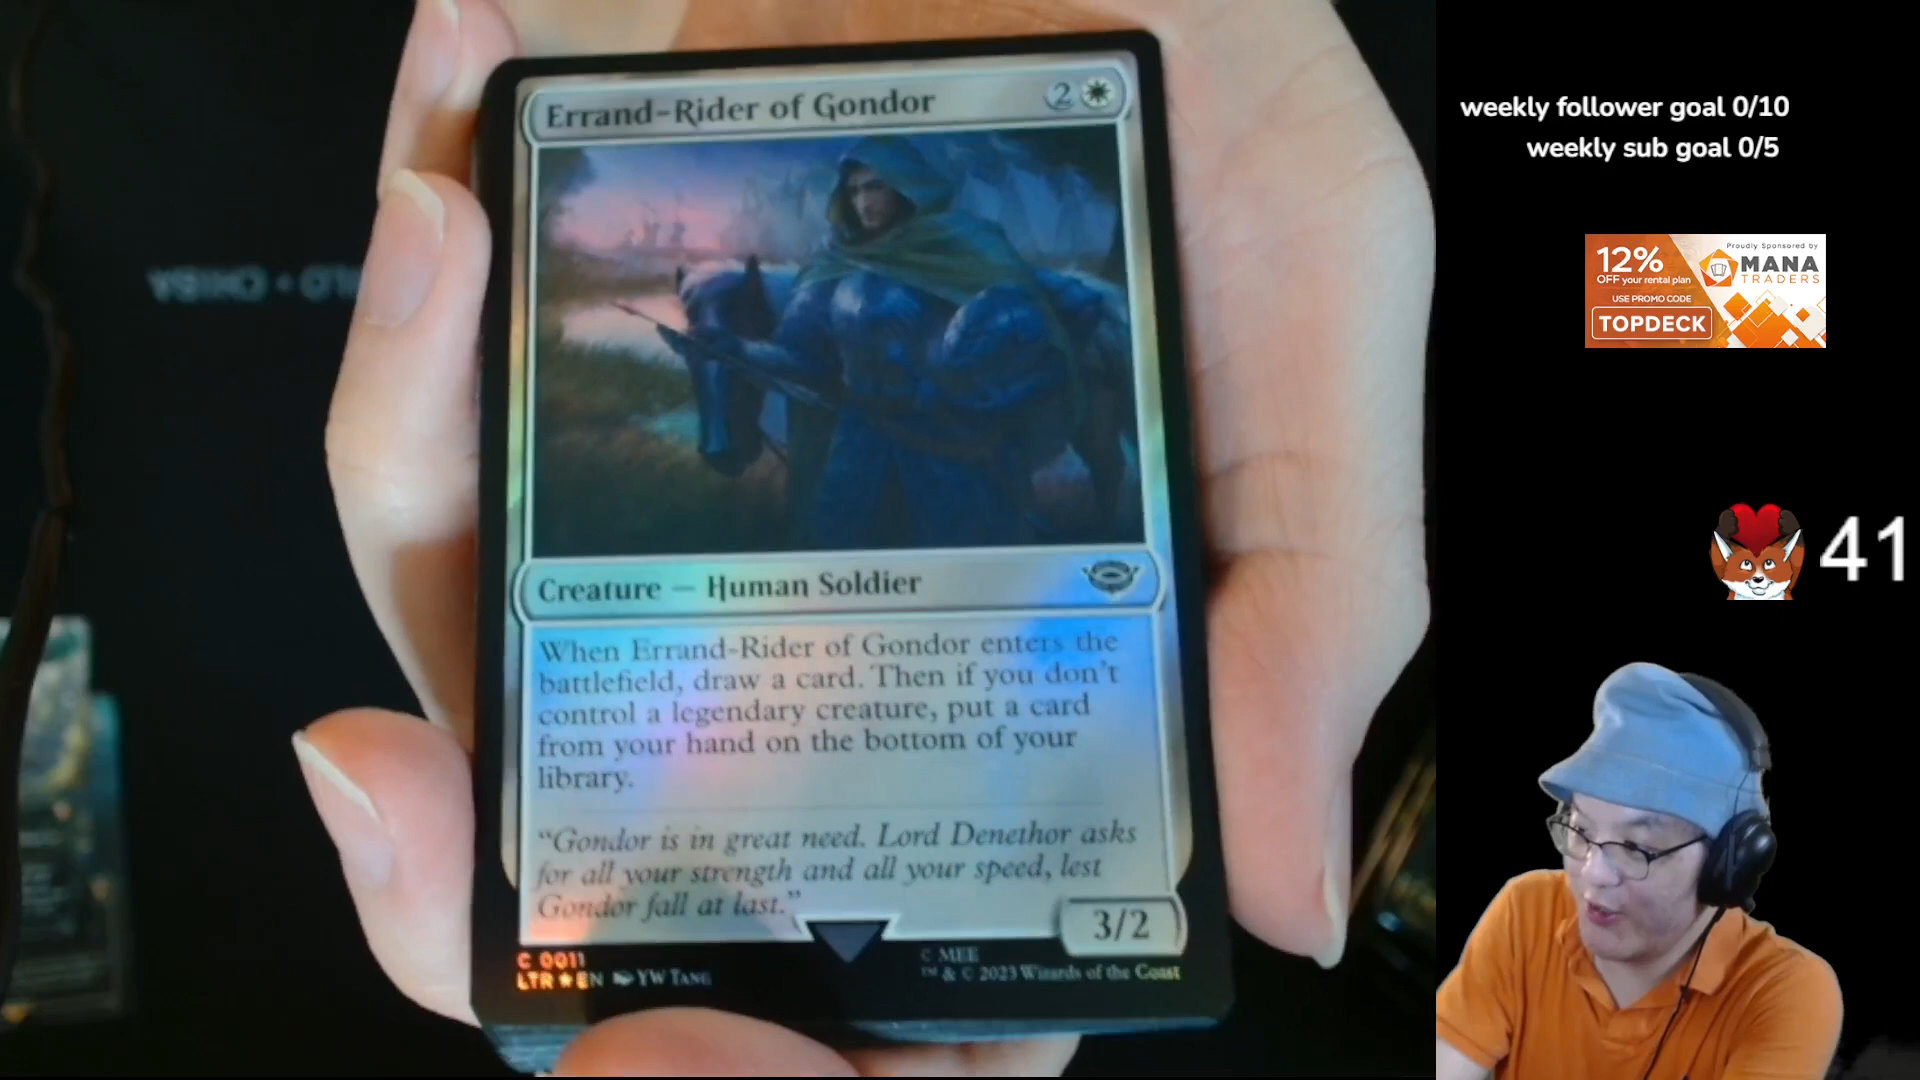 Errand-Rider of Gondor
2
Creature — Human Soldier
When Errand-Rider of Gondor enters the
battlefield, draw a card. Then if you don't
control a legendary creature, put a card
from your hand on the bottom of your
library.
"Gondor is in great need. Lord Denethor asks
for all your strength and all your speed, lest
Gondor fall at last."
3/2
C 0011
LTR★EN YW Tang
C MEE
™ & © 2023 Wizards of the Coast
weekly follower goal 0/10
weekly sub goal 0/5
12%
OFF your rental plan
USE PROMO CODE
TOPDECK
Proudly Sponsored by
MANA
TRADERS
41